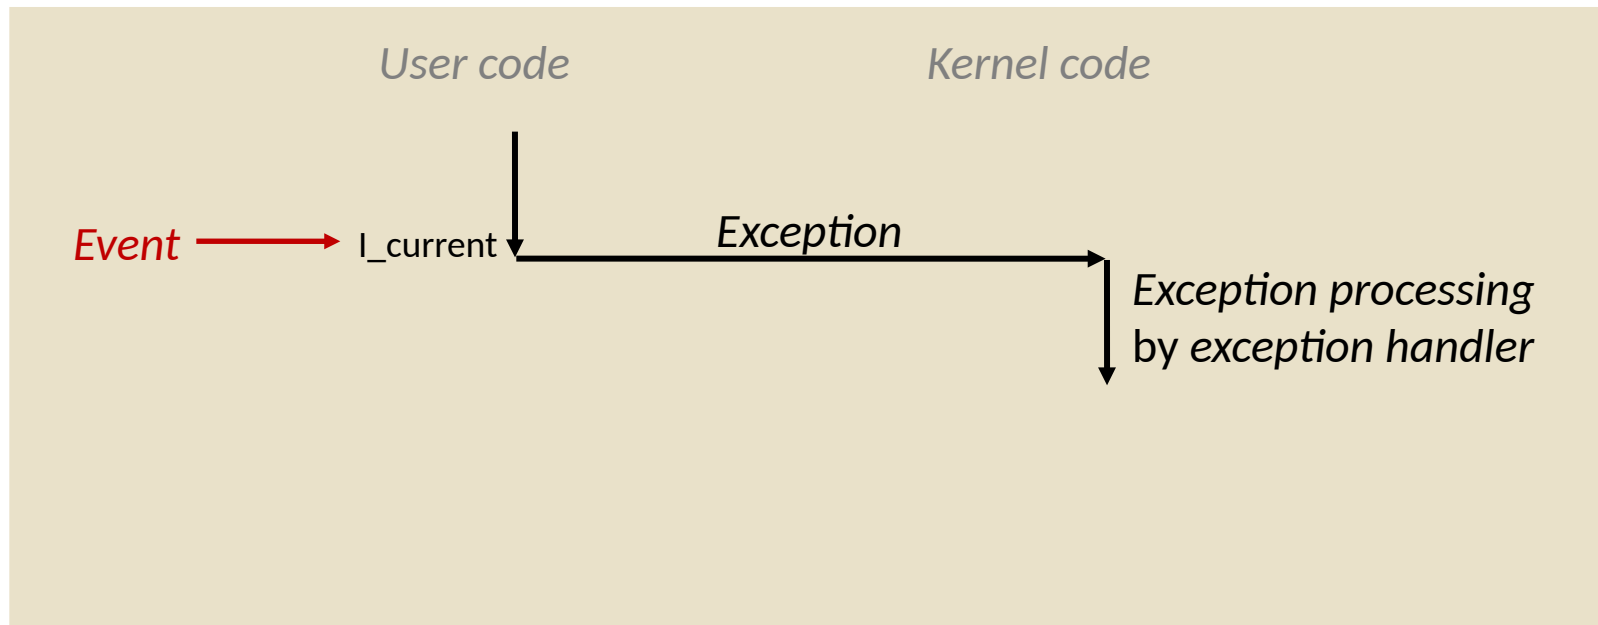 User code
Kernel code
Event
I_current
Exception
Exception processing
by exception handler